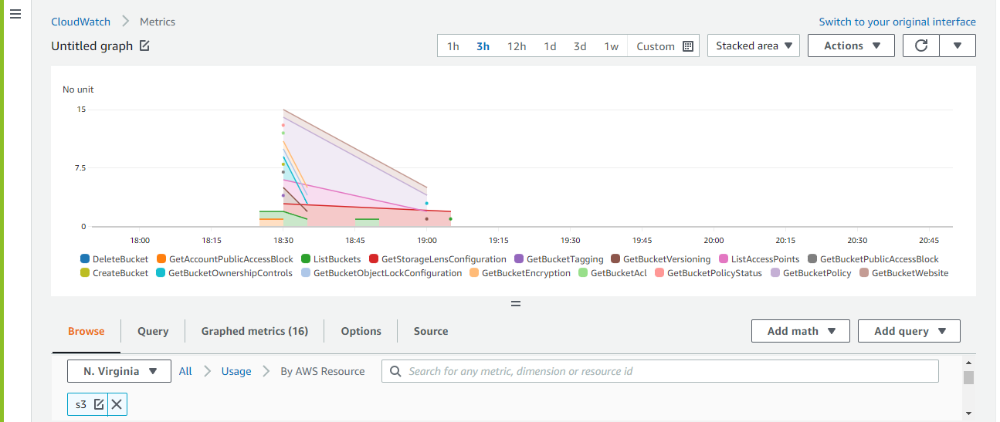 CloudWatch > Metrics
Switch to your original interface
Untitled graph
1h 3h 12h 1d 3d 1w Custom Stacked area Actions
No unit
15
7.5
0
18:00 18:15 18:30 18:45 19:00 19:15 19:30 19:45 20:00 20:15 20:30 20:45
DeleteBucket GetAccountPublicAccessBlock ListBuckets GetStorageLensConfiguration GetBucketTagging GetBucketVersioning ListAccessPoints GetBucketPublicAccessBlock
CreateBucket GetBucketOwnershipControls GetBucketObjectLockConfiguration GetBucketEncryption GetBucketAcl GetBucketPolicyStatus GetBucketPolicy GetBucketWebsite
Browse Query Graphed metrics (16) Options Source Add math Add query
N. Virginia All > Usage > By AWS Resource Search for any metric, dimension or resource id
s3